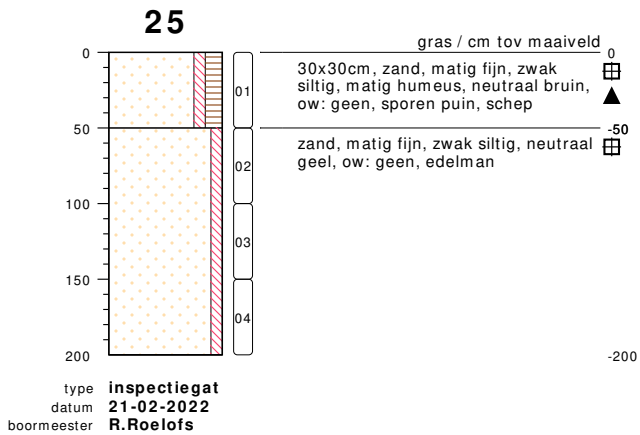 25
gras / cm tov maaiveld
0
0
30x30cm, zand, matig fijn, zwak
siltig, matig humeus, neutraal bruin,
ow: geen, sporen puin, schep
01
50
-50
zand, matig fijn, zwak siltig, neutraal
geel, ow: geen, edelman
02
100
03
150
04
200
-200
type inspectiegat
datum 21-02-2022
boormeester R.Roelofs